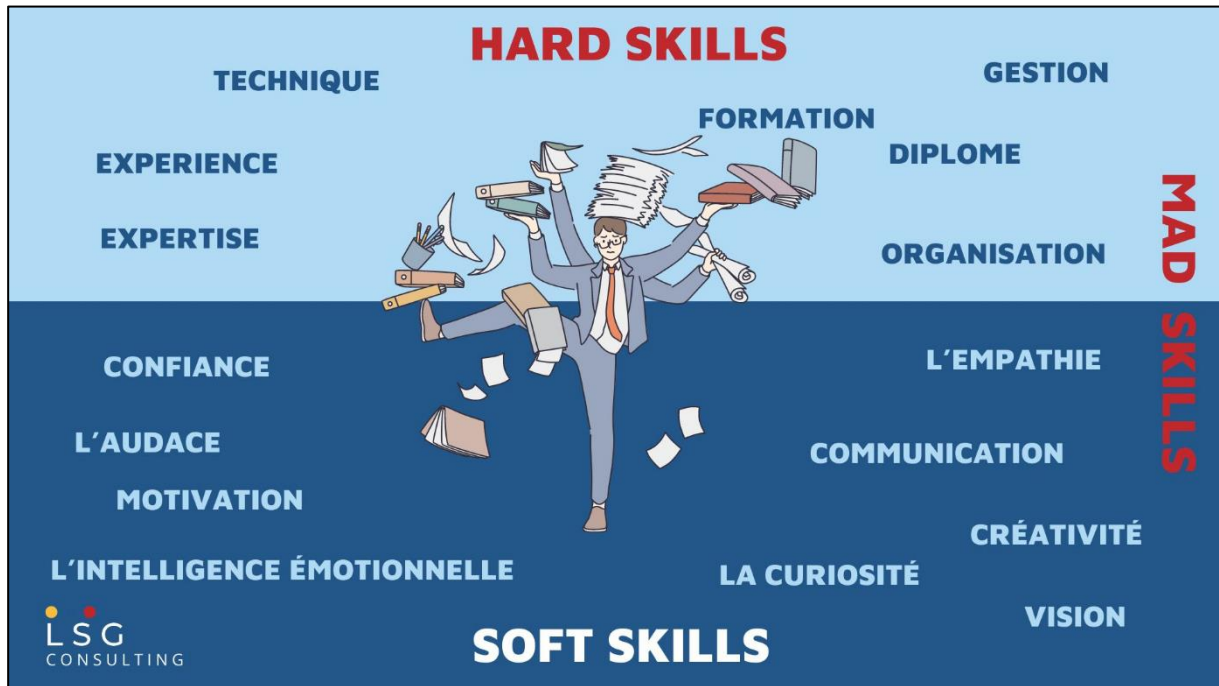 HARD SKILLS
TECHNIQUE
GESTION
FORMATION
EXPERIENCE
DIPLOME
EXPERTISE
ORGANISATION
MAD SKILLS
CONFIANCE
L'EMPATHIE
L'AUDACE
COMMUNICATION
MOTIVATION
CRÉATIVITÉ
L'INTELLIGENCE ÉMOTIONNELLE
LA CURIOSITÉ
VISION
LSG
CONSULTING
SOFT SKILLS